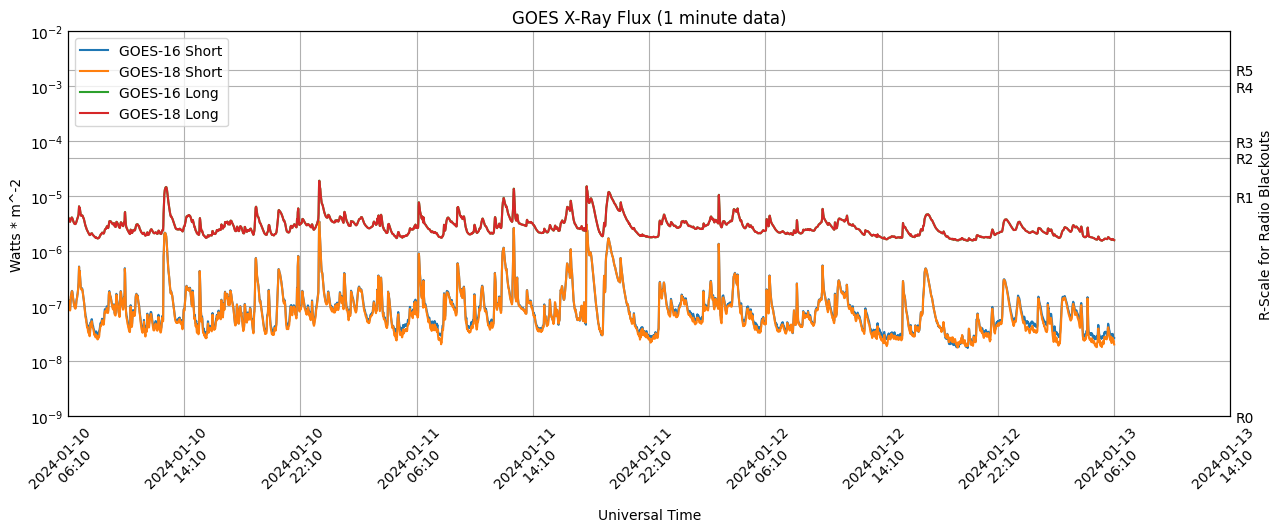 GOES X-Ray Flux (1 minute data)
GOES-16 Short
GOES-18 Short
GOES-16 Long
GOES-18 Long
10^-2
10^-3
10^-4
10^-5
10^-6
10^-7
10^-8
10^-9
Watts * m^-2
R5
R4
R3
R2
R1
R0
R-Scale for Radio Blackouts
2024-01-10
06:10
2024-01-10
14:10
2024-01-10
22:10
2024-01-11
06:10
2024-01-11
14:10
2024-01-11
22:10
2024-01-12
06:10
2024-01-12
14:10
2024-01-12
22:10
2024-01-13
06:10
2024-01-13
14:10
Universal Time